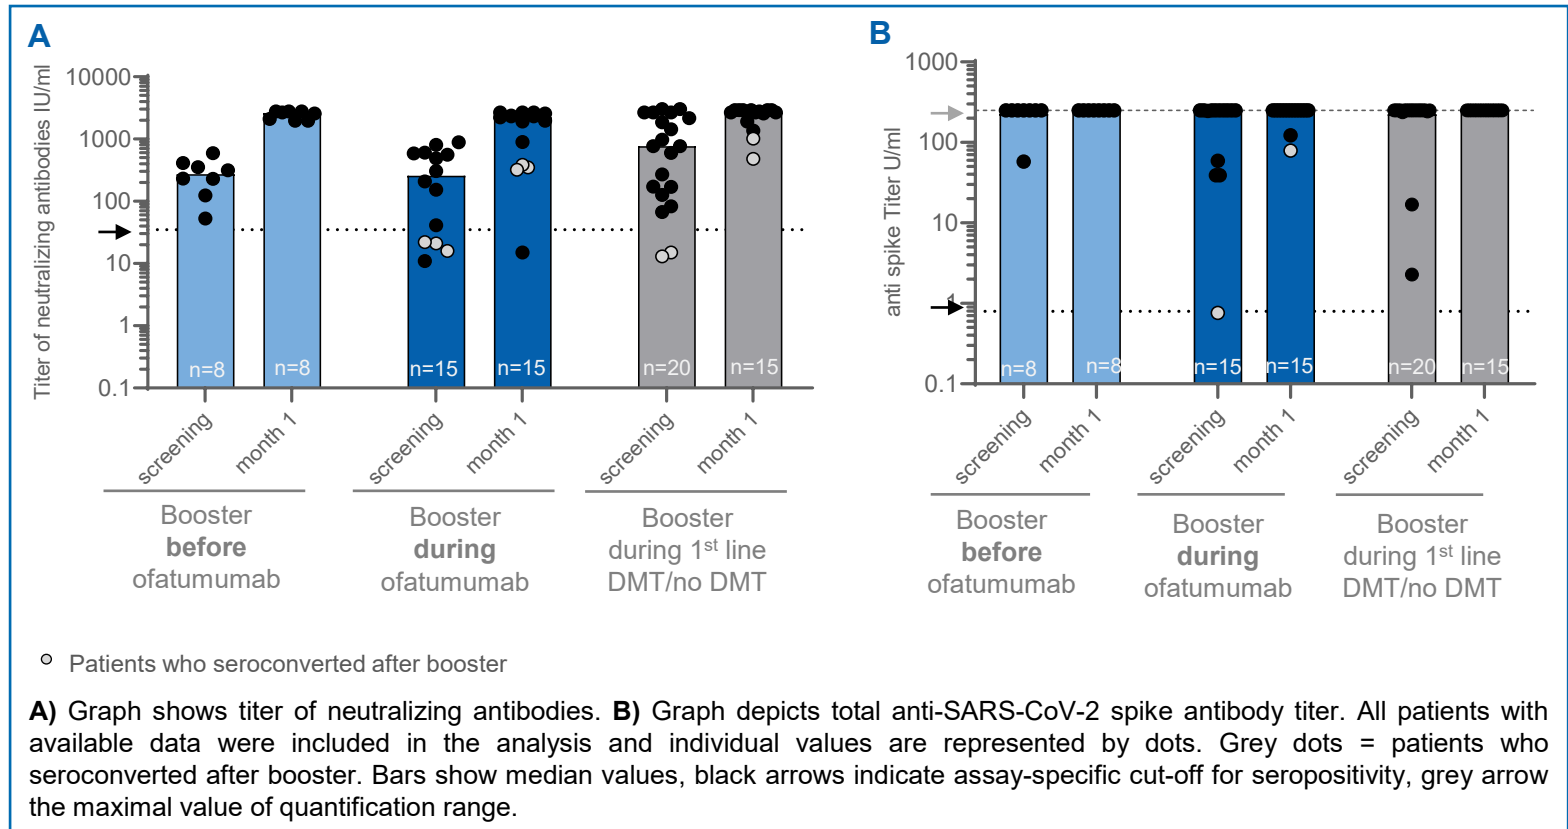 A
B
Titer of neutralizing antibodies IU/ml
10000
1000
100
10
1
0.1
n=8
n=8
n=15
n=15
n=20
n=15
screening
month 1
screening
month 1
screening
month 1
Booster
before
ofatumumab
Booster
during
ofatumumab
Booster
during 1st line
DMT/no DMT
anti spike Titer U/ml
1000
100
10
1
0.1
n=8
n=8
n=15
n=15
n=20
n=15
screening
month 1
screening
month 1
screening
month 1
Booster
before
ofatumumab
Booster
during
ofatumumab
Booster
during 1st line
DMT/no DMT
Patients who seroconverted after booster
A) Graph shows titer of neutralizing antibodies. B) Graph depicts total anti-SARS-CoV-2 spike antibody titer. All patients with
available data were included in the analysis and individual values are represented by dots. Grey dots = patients who
seroconverted after booster. Bars show median values, black arrows indicate assay-specific cut-off for seropositivity, grey arrow
the maximal value of quantification range.